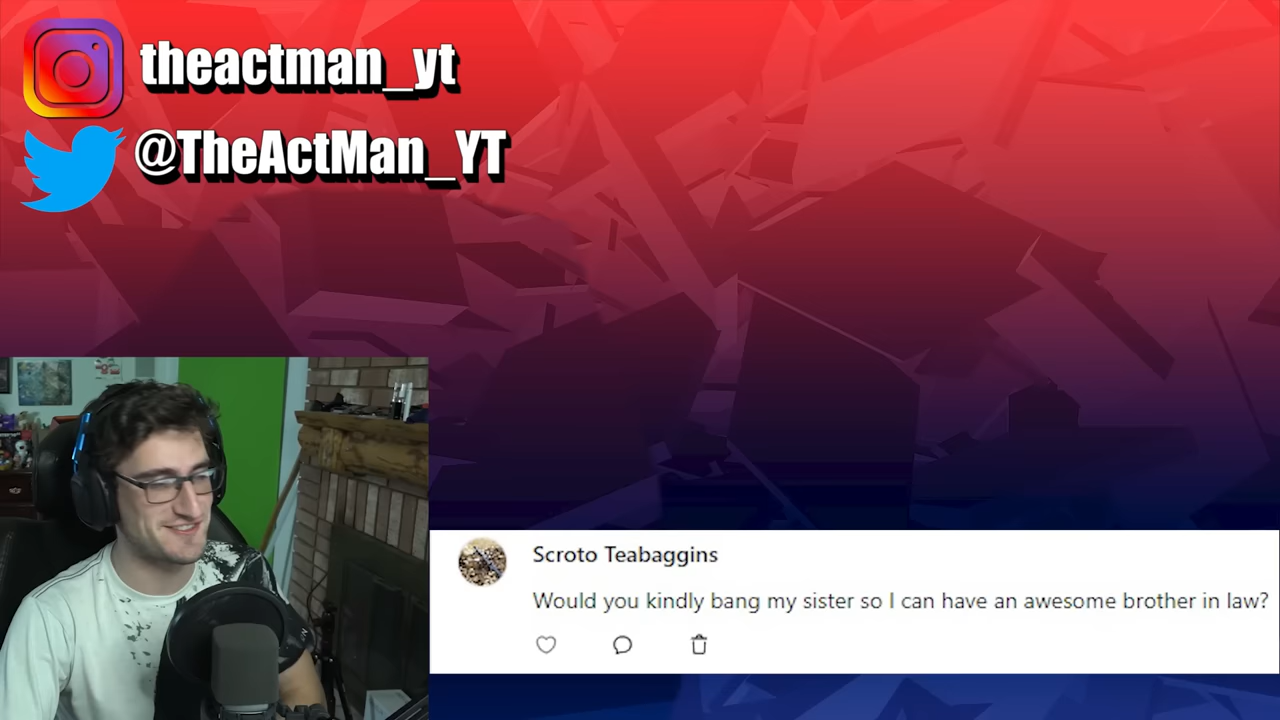 theactman_yt
@TheActMan_YT
Scroto Teabaggins
Would you kindly bang my sister so I can have an awesome brother in law?